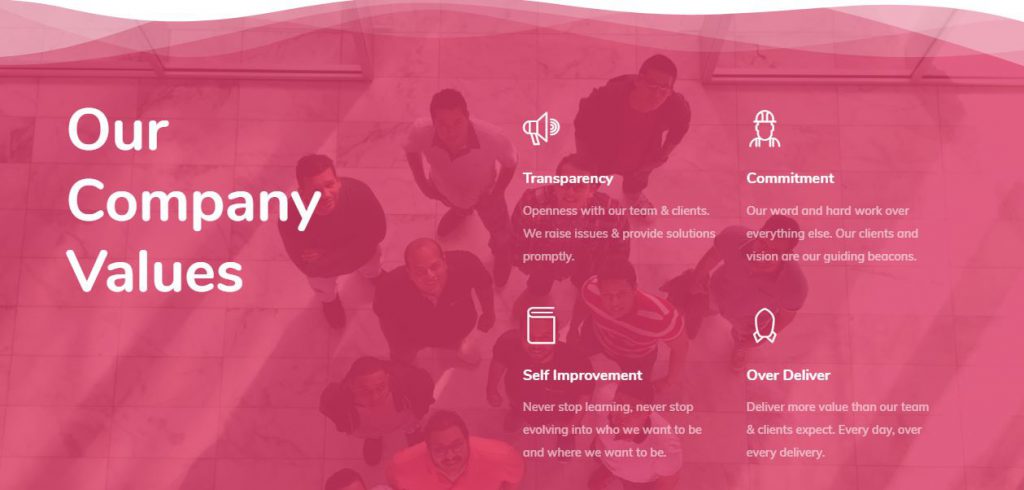 Our
Company
Values
Transparency
Openness with our team & clients.
We raise issues & provide solutions
promptly.
Commitment
Our word and hard work over
everything else. Our clients and
vision are our guiding beacons.
Self Improvement
Never stop learning, never stop
evolving into who we want to be
and where we want to be.
Over Deliver
Deliver more value than our team
& clients expect. Every day, over
every delivery.